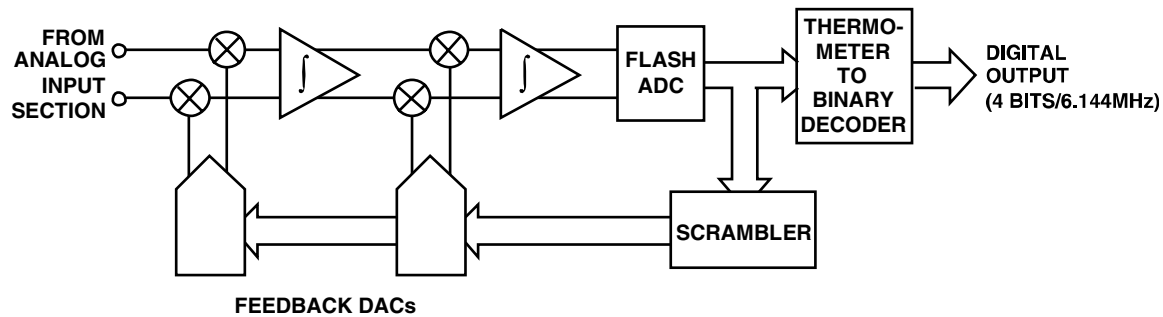 FROM
ANALOG
INPUT
SECTION
∫
∫
FLASH
ADC
THERMO-
METER
TO
BINARY
DECODER
DIGITAL
OUTPUT
(4 BITS/6.144MHz)
SCRAMBLER
FEEDBACK DACs